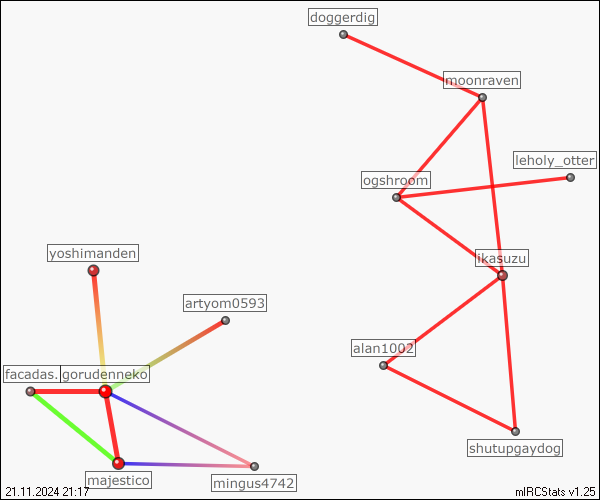 doggerdig
moonraven
leholy_otter
ogshroom
yoshimanden
ikasuzu
artyom0593
alan1002
facadas.
gorudenneko
shutupgaydog
majestico
mingus4742
21.11.2024 21:17
mIRCStats v1.25